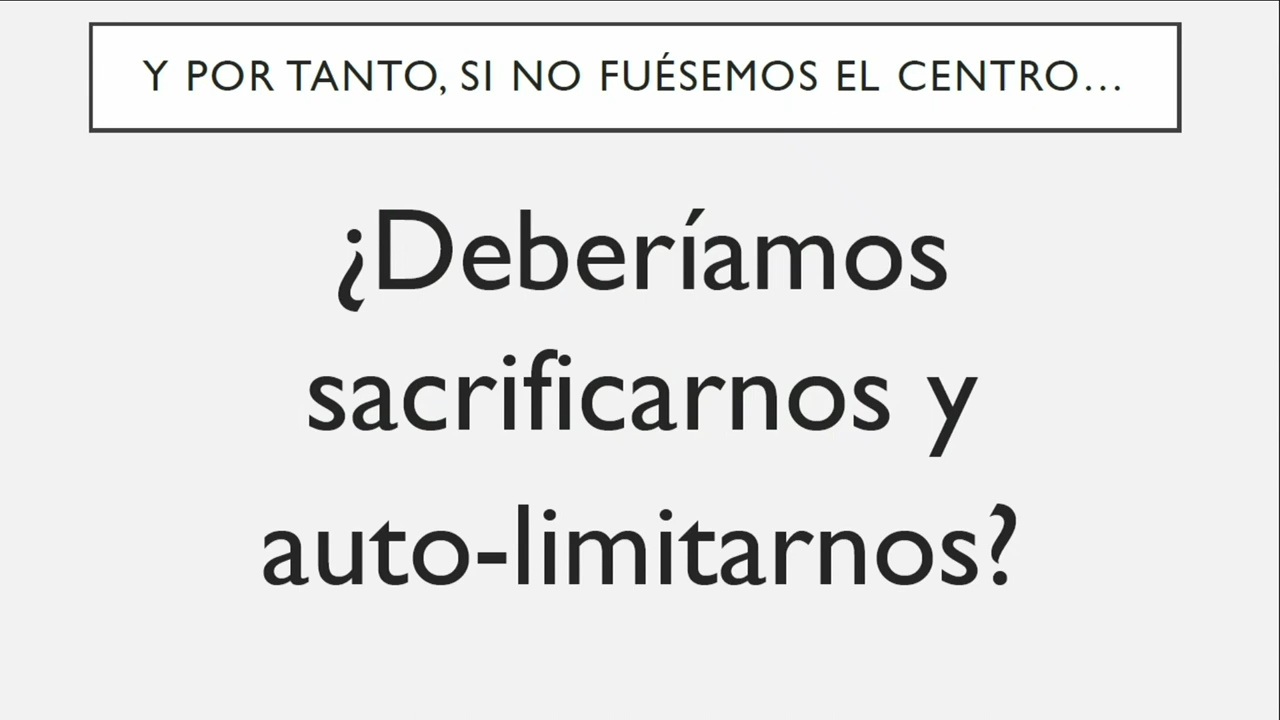 Y POR TANTO, SI NO FUÉSEMOS EL CENTRO…
¿Deberíamos
sacrificarnos y
auto-limitarnos?